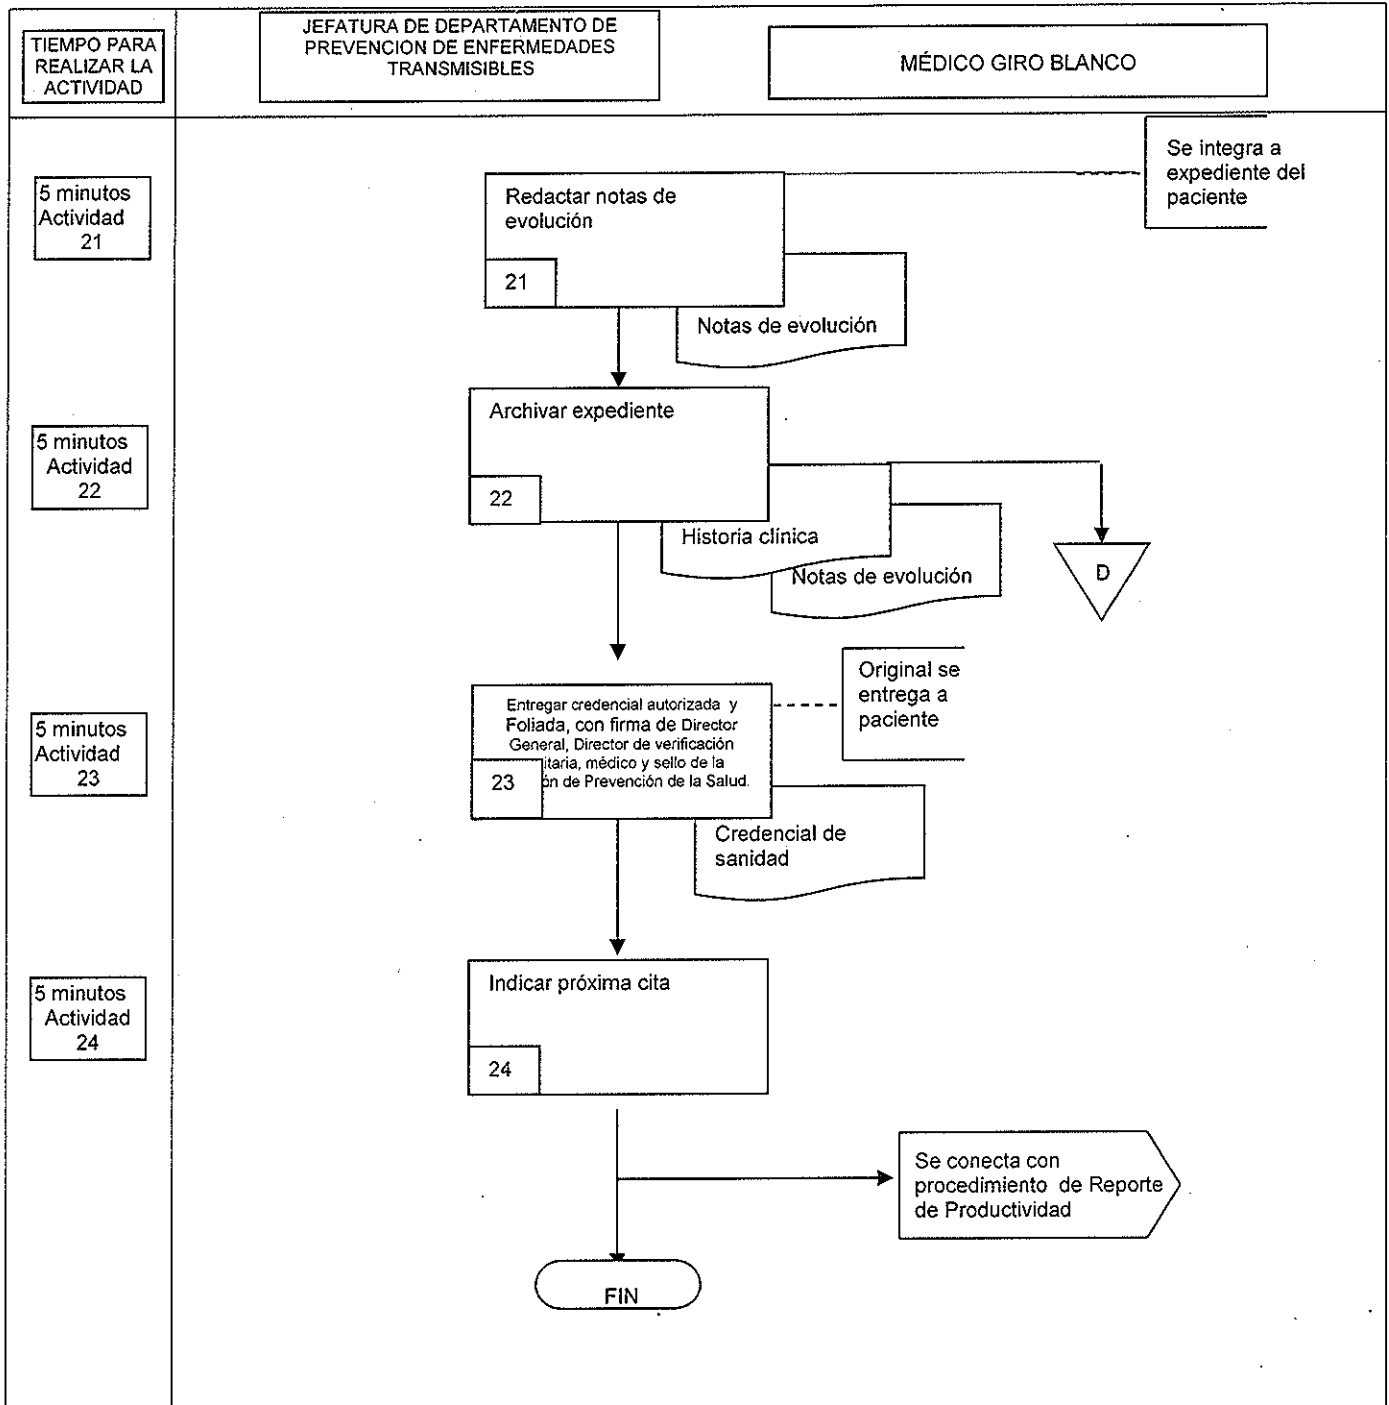 TIEMPO PARA
REALIZAR LA
ACTIVIDAD
JEFATURA DE DEPARTAMENTO DE
PREVENCION DE ENFERMEDADES
TRANSMISIBLES
MÉDICO GIRO BLANCO
5 minutos
Actividad
21
Redactar notas de
evolución
21
Notas de evolución
Se integra a
expediente del
paciente
5 minutos
Actividad
22
Archivar expediente
22
Historia clínica
Notas de evolución
D
5 minutos
Actividad
23
Entregar credencial autorizada y
Foliada, con firma de Director
General, Director de verificación
itaria, médico y sello de la
ón de Prevención de la Salud.
23
Credencial de
sanidad
Original se
entrega a
paciente
5 minutos
Actividad
24
Indicar próxima cita
24
Se conecta con
procedimiento de Reporte
de Productividad
FIN